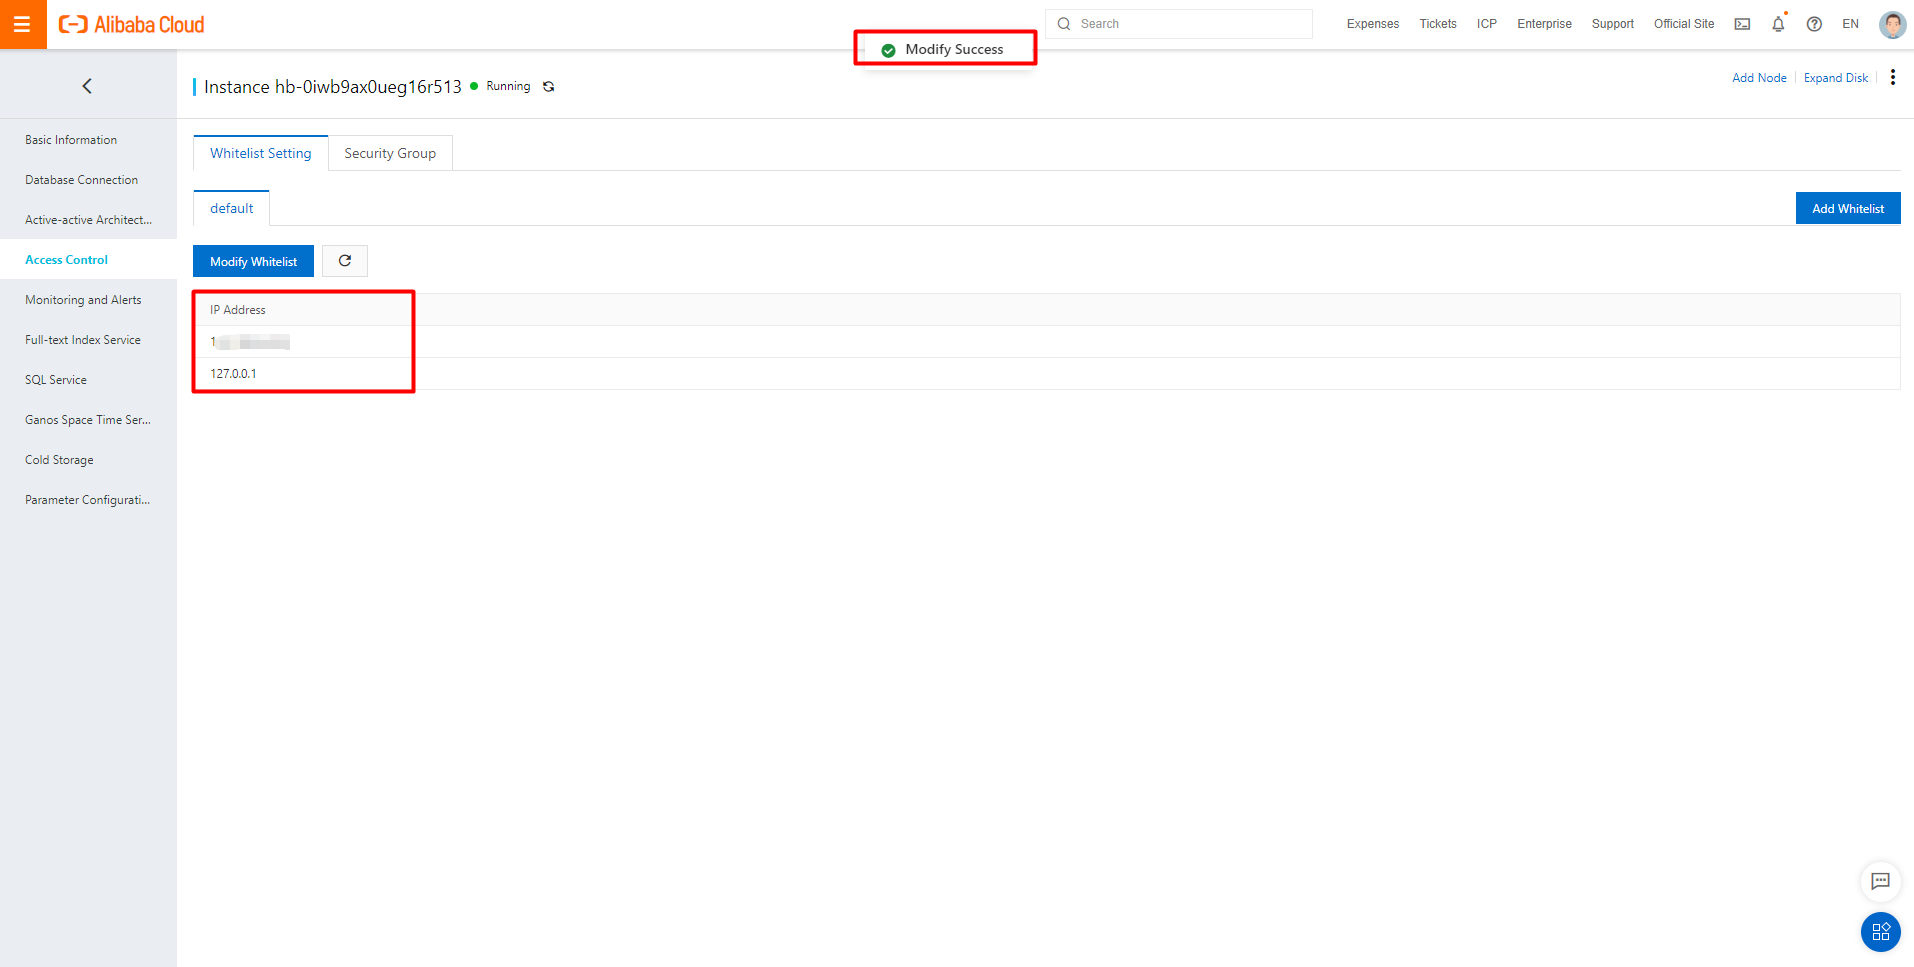 Alibaba Cloud
Search
Expenses
Tickets
ICP
Enterprise
Support
Official Site
EN
Modify Success
Instance hb-0iwb9ax0ueg16r513
Running
Add Node
Expand Disk
Basic Information
Database Connection
Active-active Architect...
Access Control
Monitoring and Alerts
Full-text Index Service
SQL Service
Ganos Space Time Ser...
Cold Storage
Parameter Configurati...
Whitelist Setting
Security Group
default
Add Whitelist
Modify Whitelist
IP Address
1
127.0.0.1